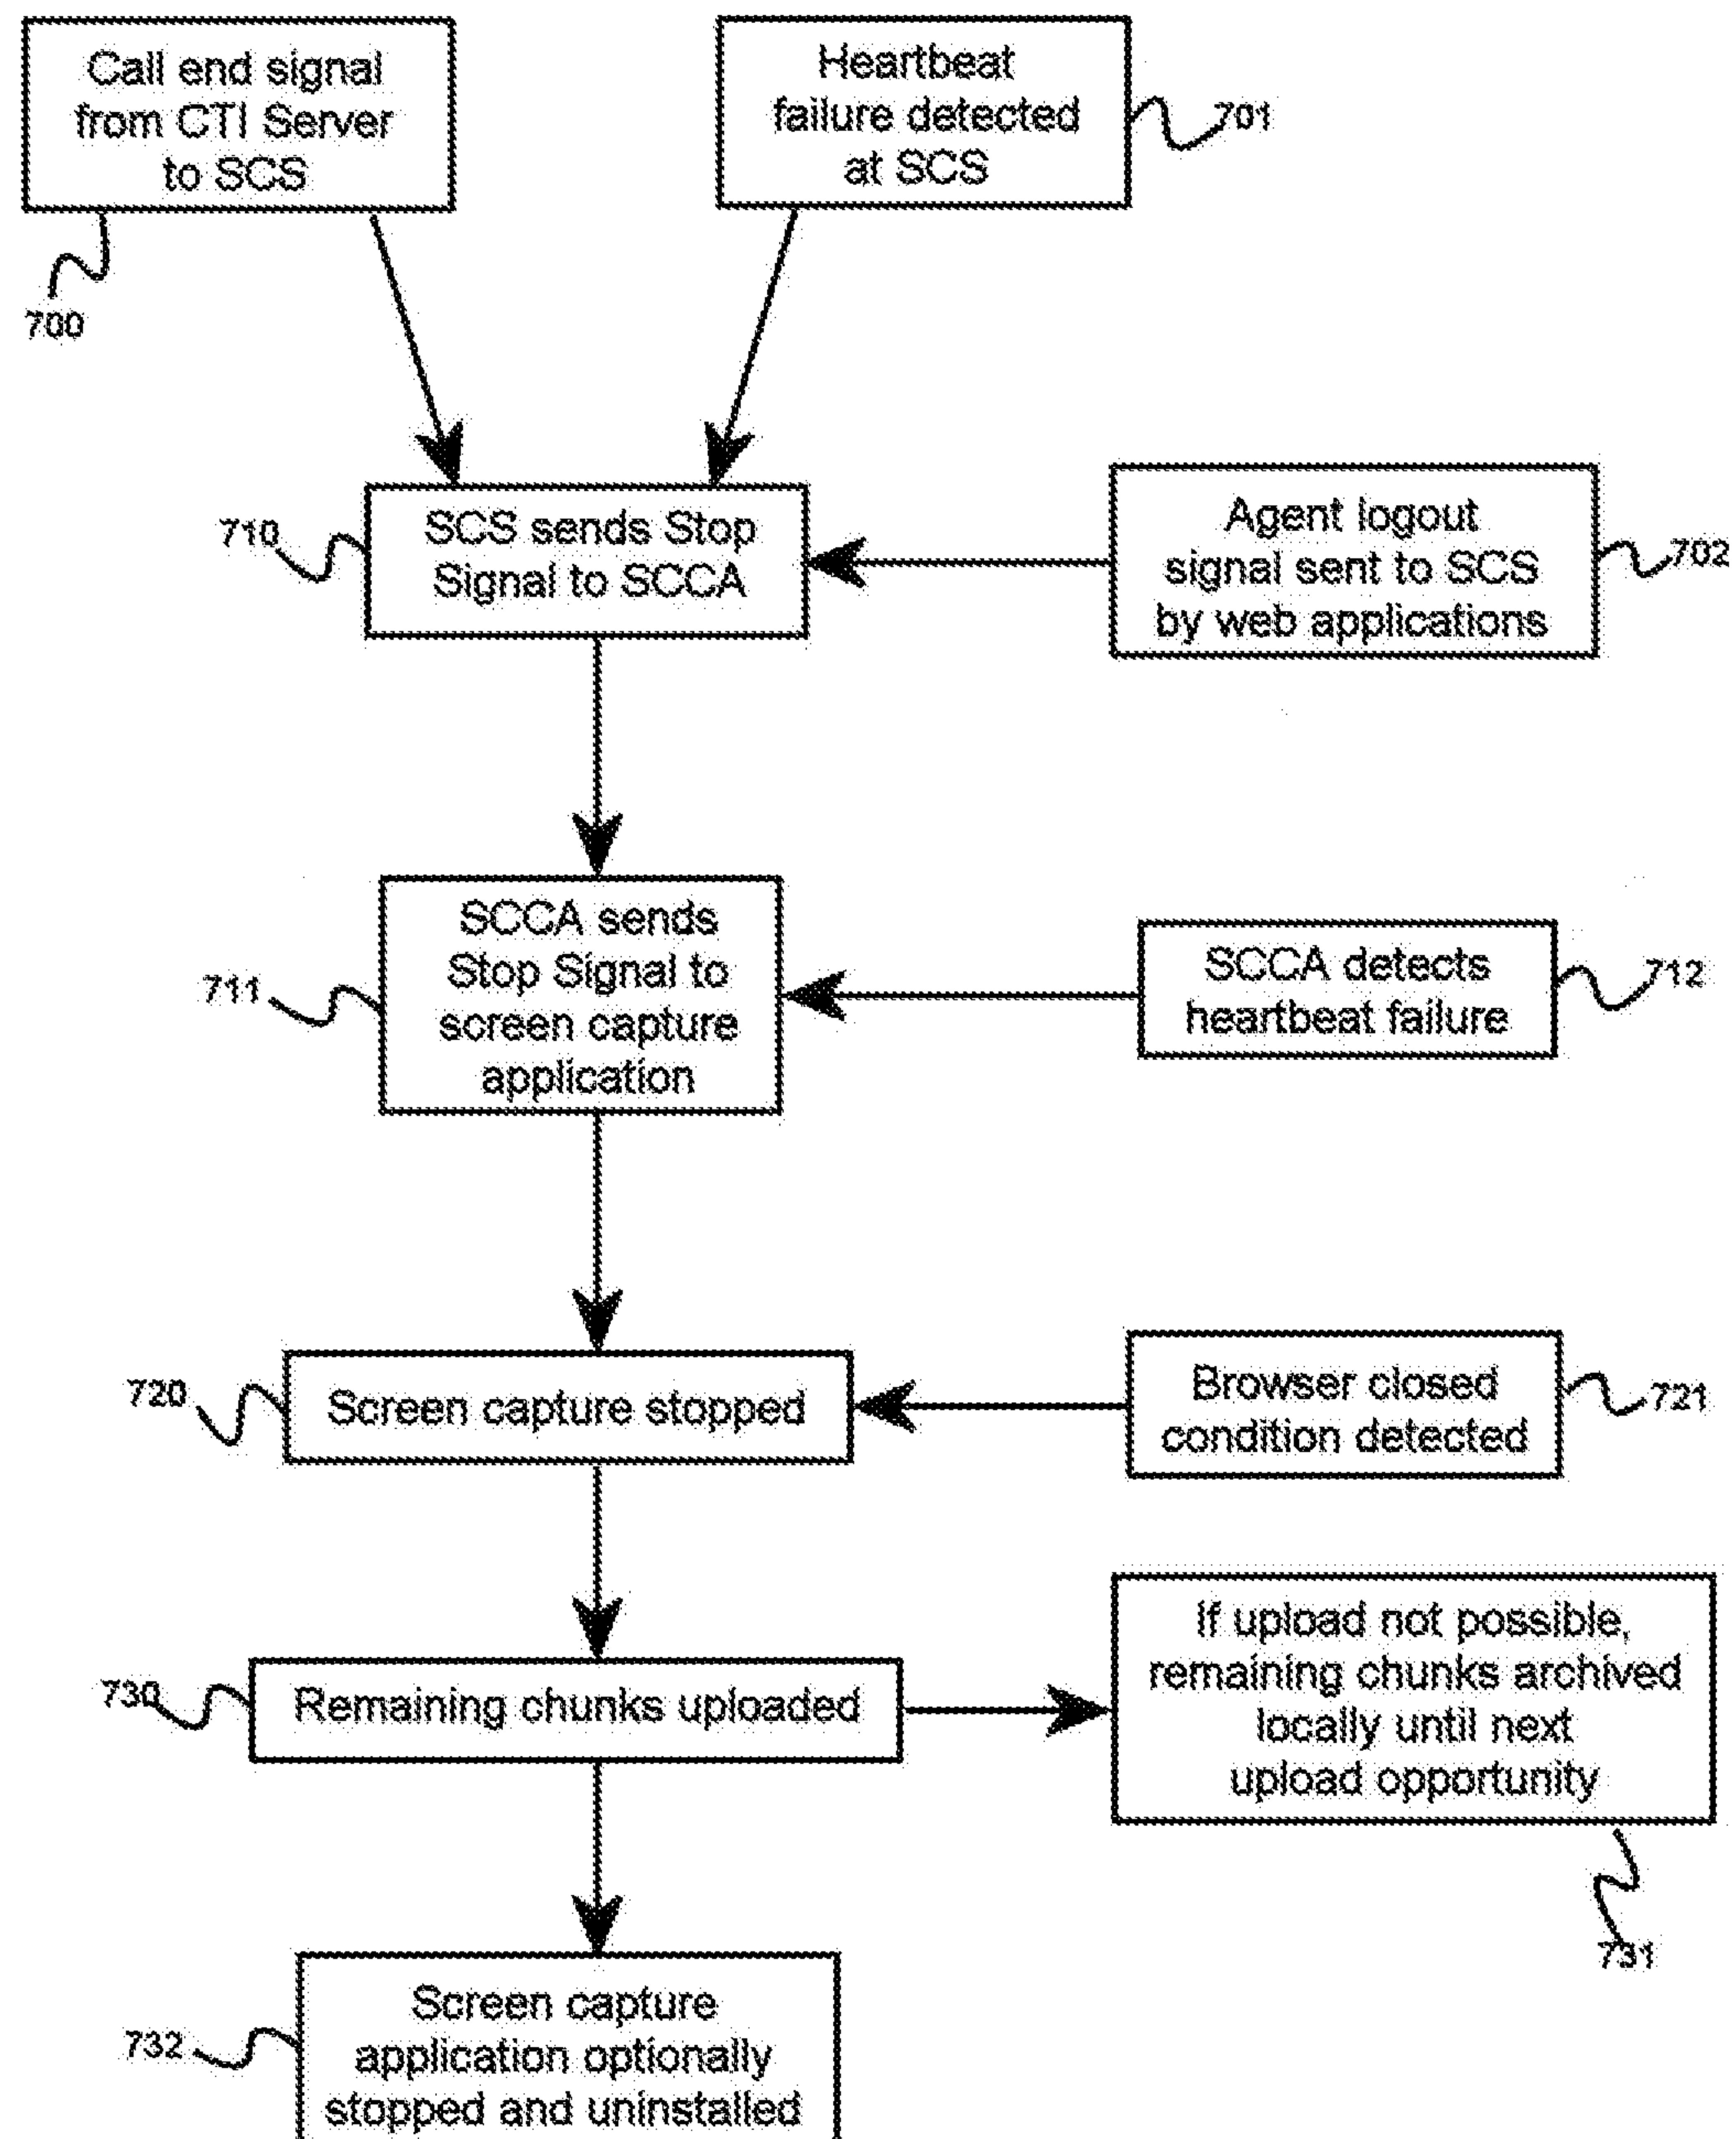 Call end signal
from CTI Server
to SCS
700
Heartbeat
failure detected
at SCS
701
710
SCS sends Stop
Signal to SCCA
Agent logout
signal sent to SCS
by web applications
702
711
SCCA sends
Stop Signal to
screen capture
application
SCCA detects
heartbeat failure
712
720
Screen capture stopped
Browser closed
condition detected
721
730
Remaining chunks uploaded
If upload not possible,
remaining chunks archived
locally until next
upload opportunity
731
732
Screen capture
application optionally
stopped and uninstalled